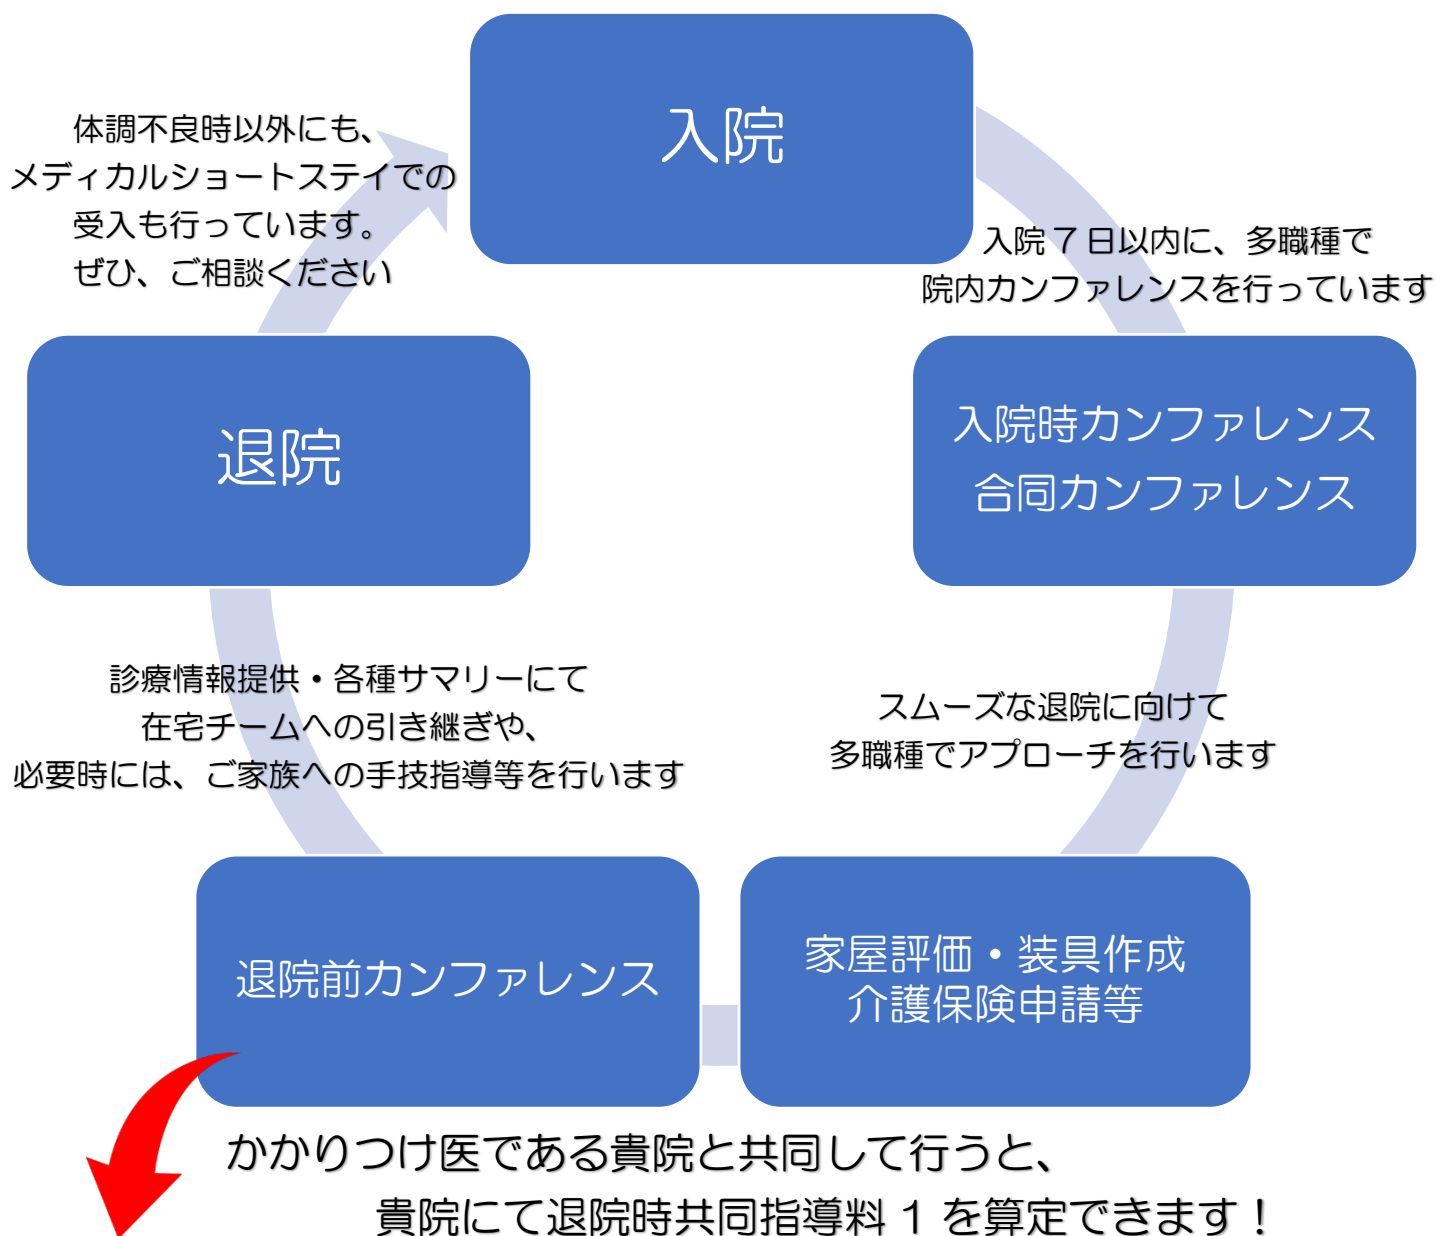 入院
体調不良時以外にも、
メディカルショートステイでの
受入も行っています。
ぜひ、ご相談ください
入院７日以内に、多職種で
院内カンファレンスを行っています
退院
入院時カンファレンス
合同カンファレンス
診療情報提供・各種サマリーにて
在宅チームへの引き継ぎや、
必要時には、ご家族への手技指導等を行います
スムーズな退院に向けて
多職種でアプローチを行います
退院前カンファレンス
家屋評価・装具作成
介護保険申請等
かかりつけ医である貴院と共同して行うと、
貴院にて退院時共同指導料 1 を算定できます！